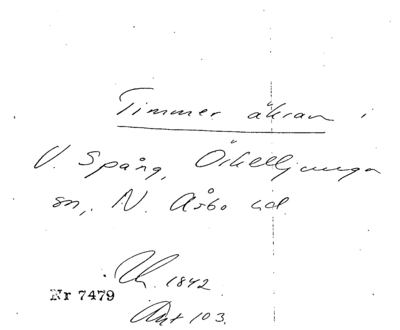 Timmer åkran i
V. Spång, Örkelljunga
sn, N. Åsbo hd.
1842
Nr 7479
Akt 103.